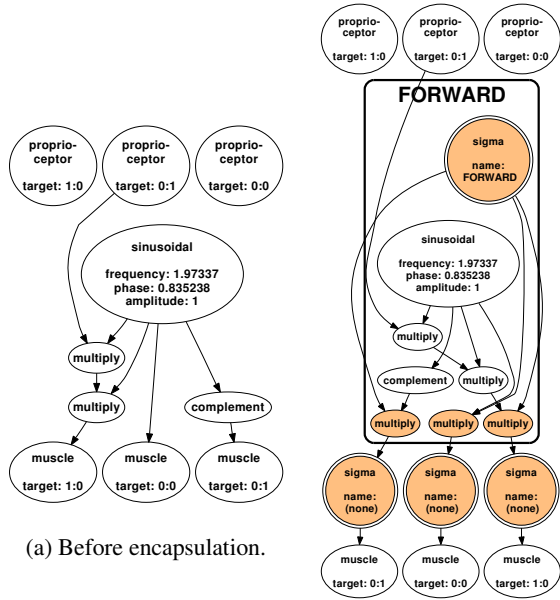 proprio-
ceptor
target: 1:0
proprio-
ceptor
target: 0:1
proprio-
ceptor
target: 0:0
sinusoidal
frequency: 1.97337
phase: 0.835238
amplitude: 1
multiply
multiply
complement
muscle
target: 1:0
muscle
target: 0:0
muscle
target: 0:1
(a) Before encapsulation.
proprio-
ceptor
target: 1:0
proprio-
ceptor
target: 0:1
proprio-
ceptor
target: 0:0
FORWARD
sigma
name:
FORWARD
sinusoidal
frequency: 1.97337
phase: 0.835238
amplitude: 1
multiply
complement
multiply
multiply
multiply
multiply
sigma
name:
(none)
sigma
name:
(none)
sigma
name:
(none)
muscle
target: 0:1
muscle
target: 0:0
muscle
target: 1:0